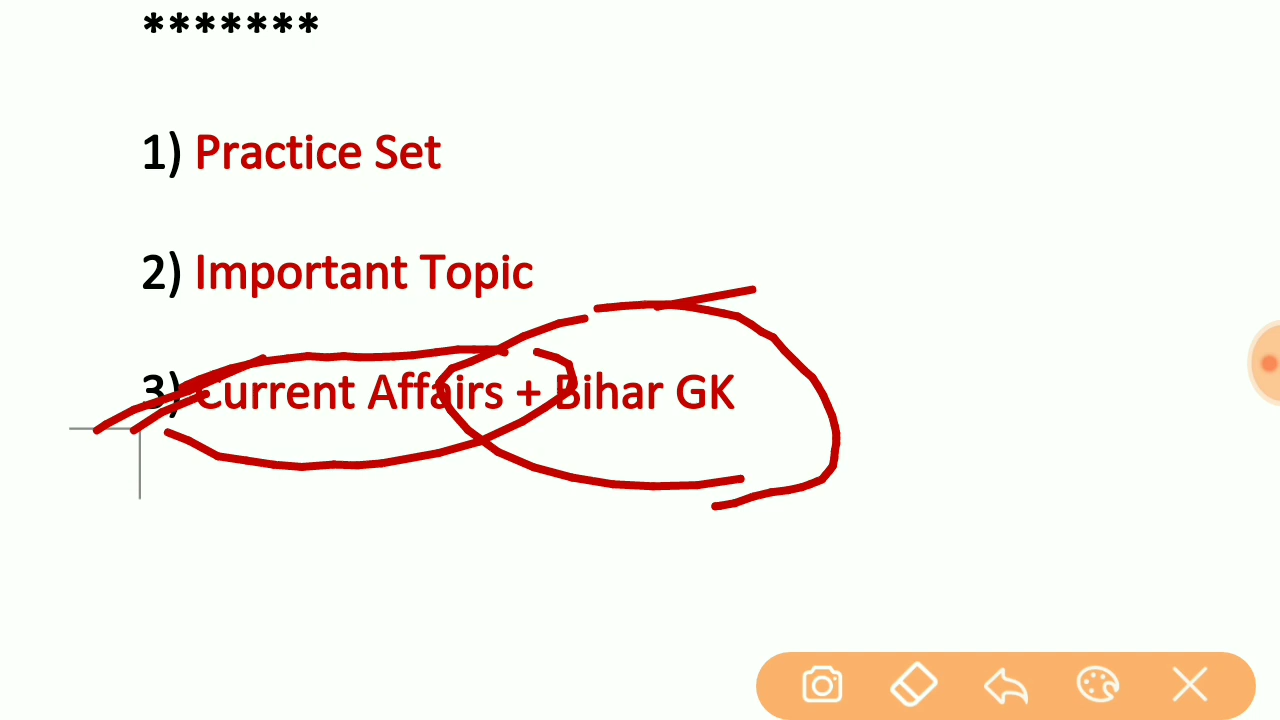 *******
1) Practice Set
2) Important Topic
3) Current Affairs + Bihar GK